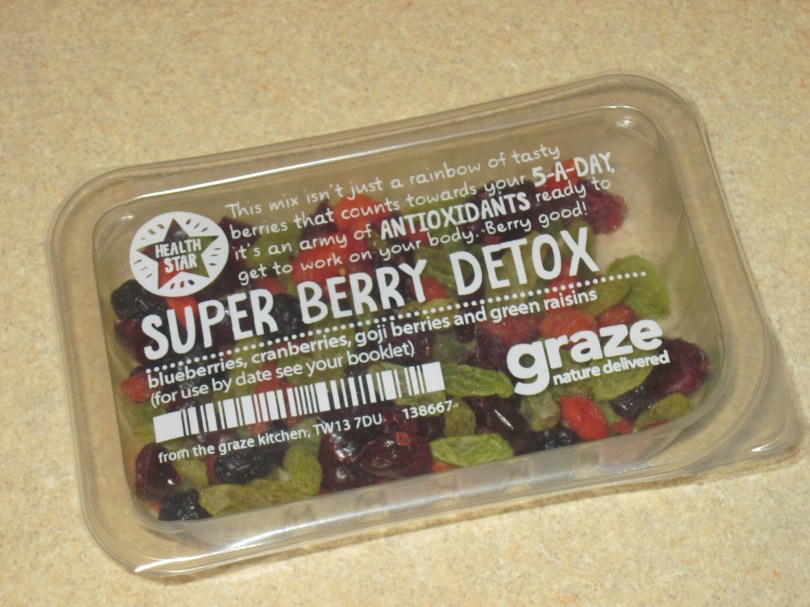 This mix isn't just a rainbow of tasty
berries that counts towards your 5-A-DAY,
it's an army of ANTIOXIDANTS ready to
get to work on your body. Berry good!
HEALTH
STAR
SUPER BERRY DETOX
blueberries, cranberries, goji berries and green raisins
(for use by date see your booklet)
graze
nature delivered
138667
from the graze kitchen, TW13 7DU